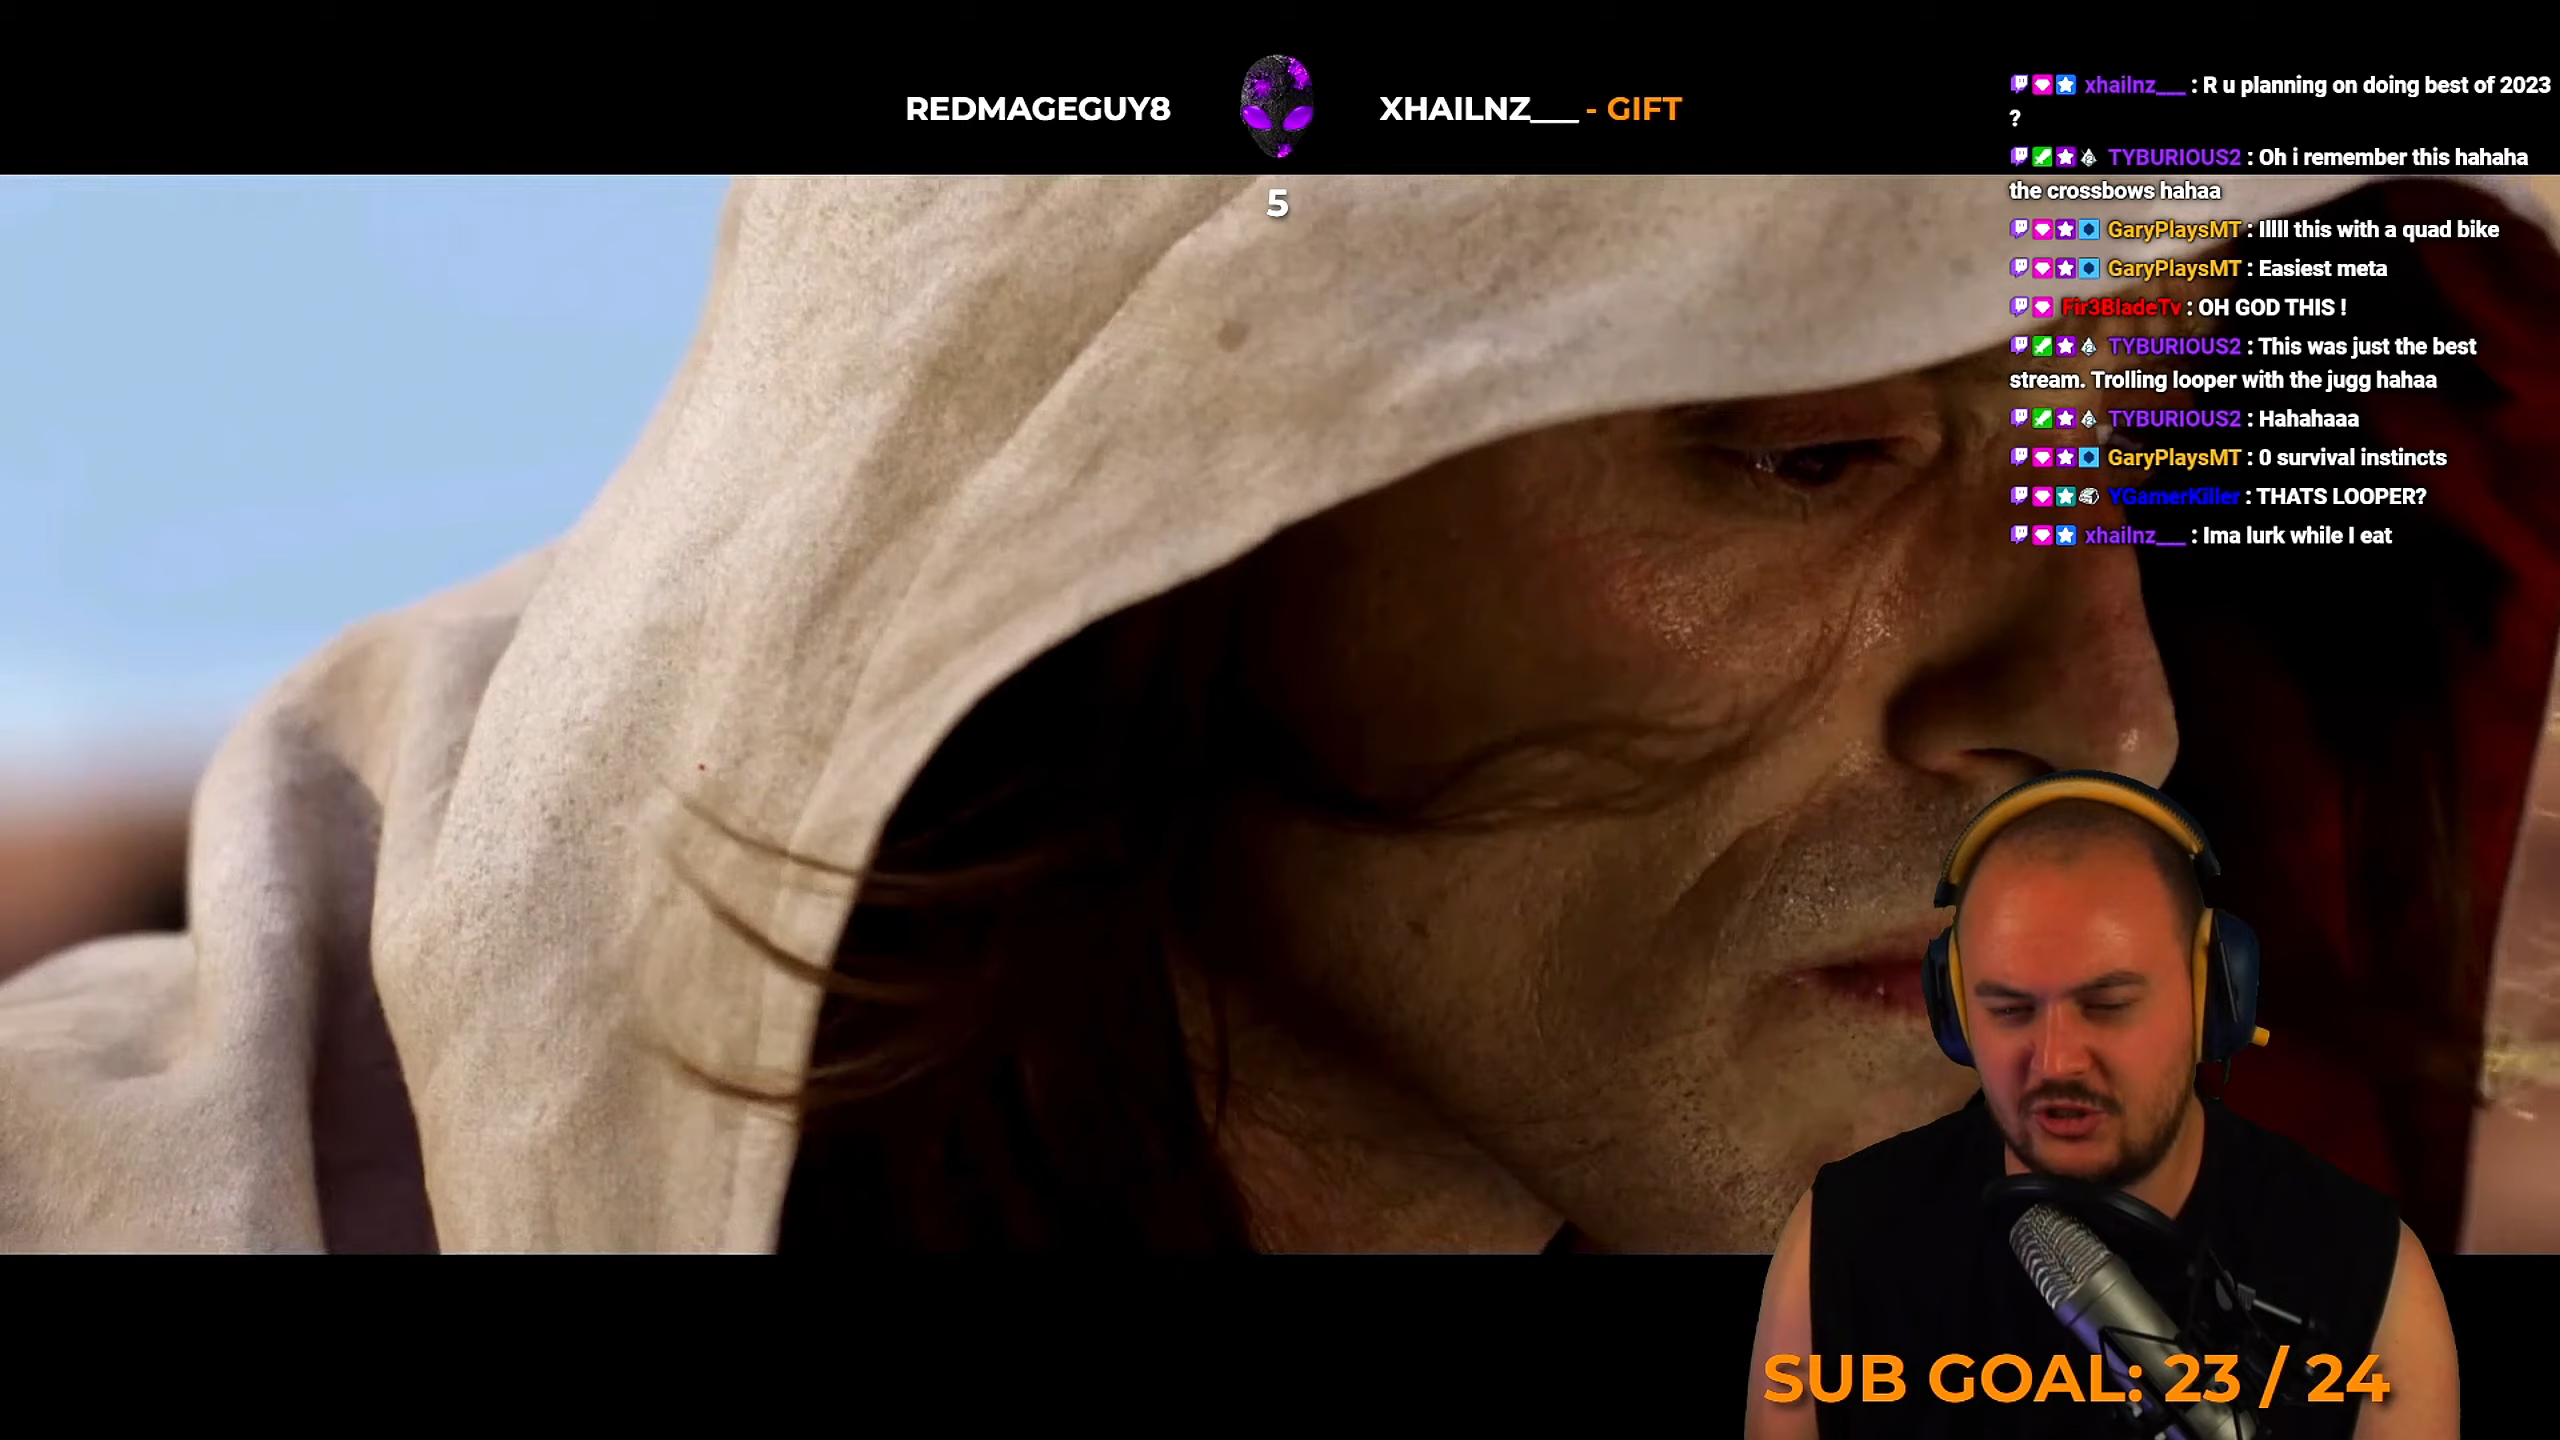 REDMAGEGUY8
XHAILNZ___ - GIFT
5
xhailnz___ : R u planning on doing best of 2023
?
TYBURIOUS2 : Oh i remember this hahaha
the crossbows hahaa
GaryPlaysMT : Illll this with a quad bike
GaryPlaysMT : Easiest meta
Fir3BladeTv : OH GOD THIS !
TYBURIOUS2 : This was just the best
stream. Trolling looper with the jugg hahaa
TYBURIOUS2 : Hahahaaa
GaryPlaysMT : 0 survival instincts
YGamerKiller : THATS LOOPER?
xhailnz___ : Ima lurk while I eat
SUB GOAL: 23 / 24